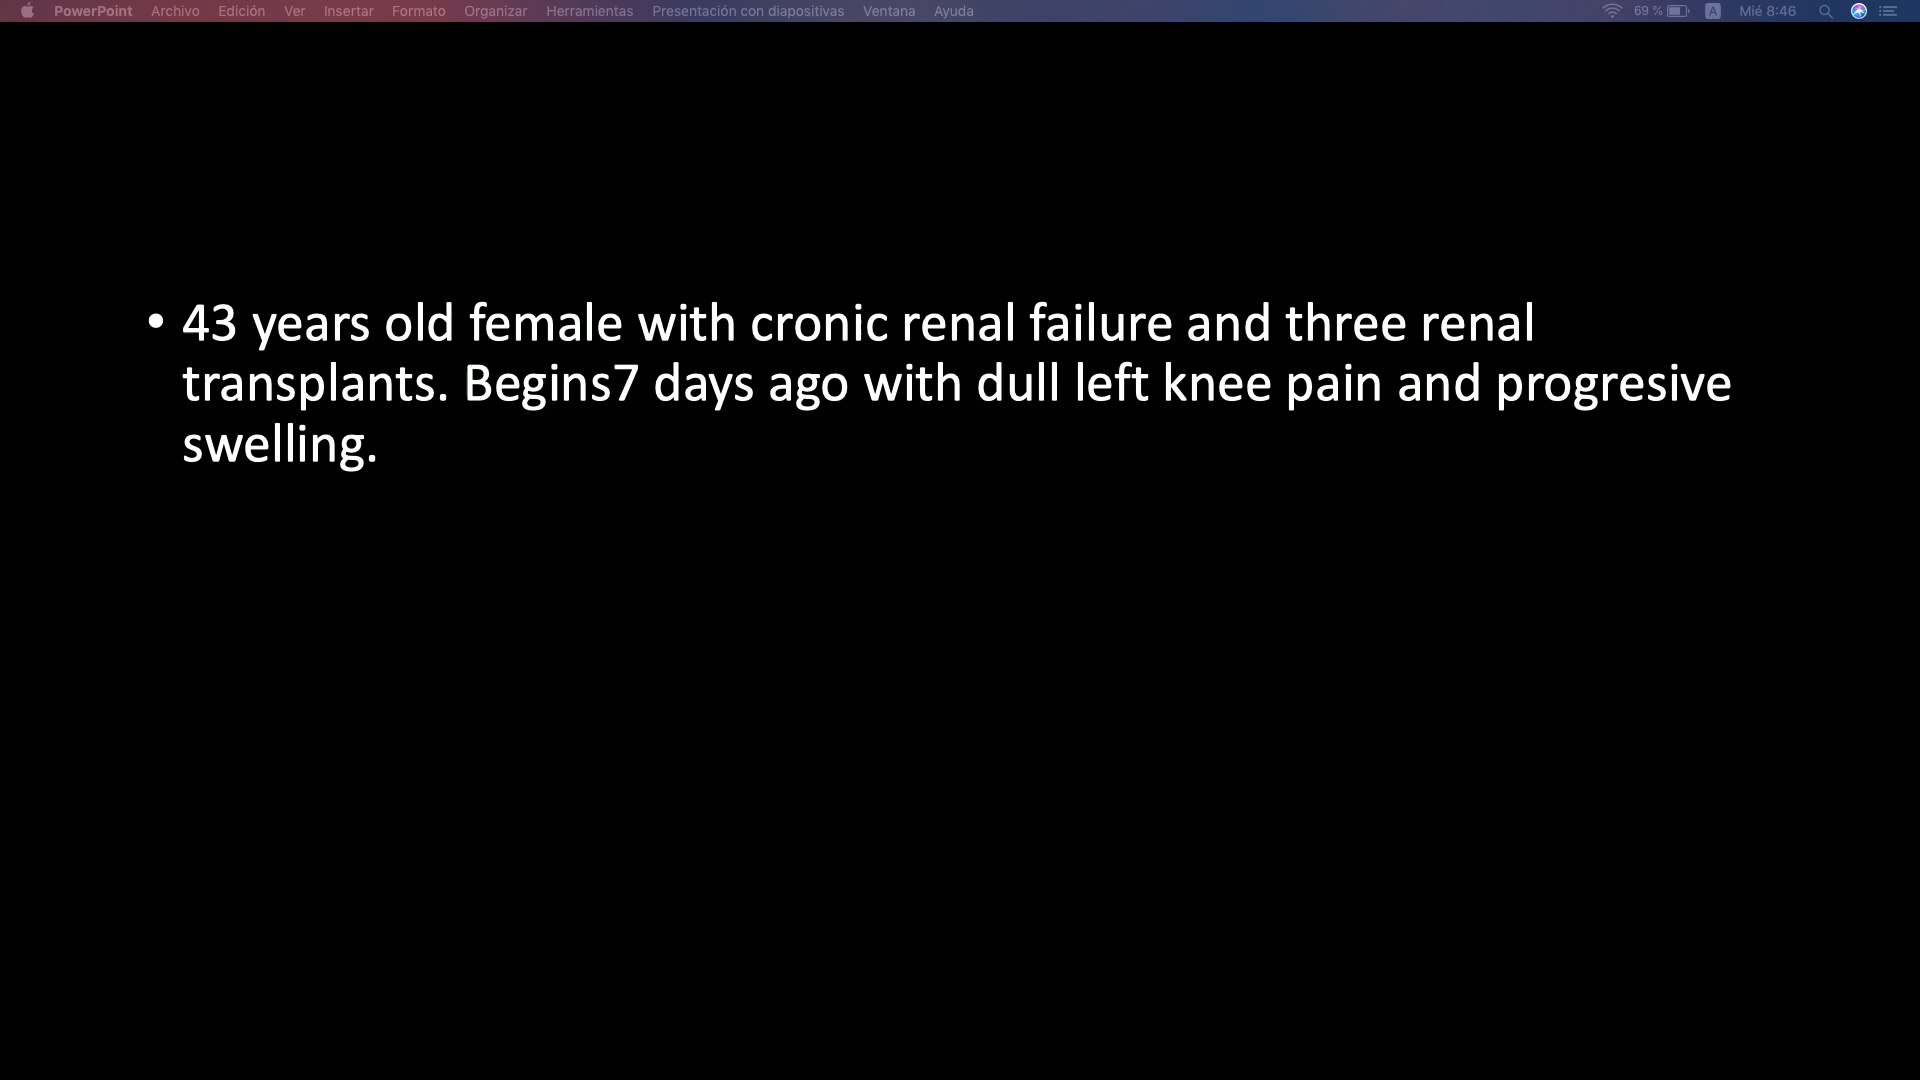 PowerPoint Archivo Edición Ver Insertar Formato Organizar Herramientas Presentación con diapositivas Ventana Ayuda 69 % A Mié 8:46
• 43 years old female with cronic renal failure and three renal
transplants. Begins7 days ago with dull left knee pain and progresive
swelling.